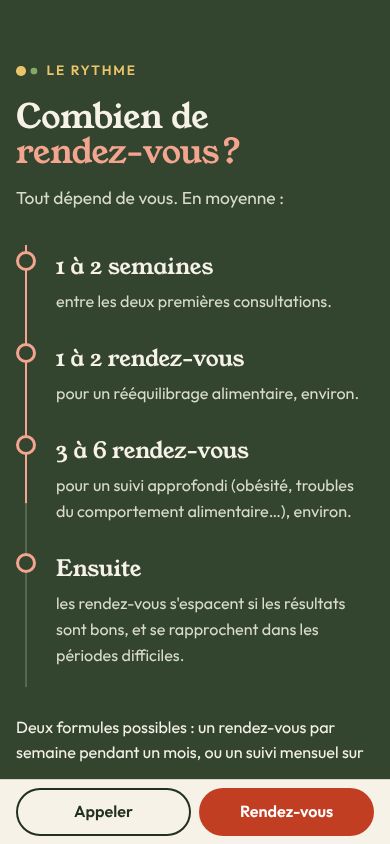 LE RYTHME
Combien de
rendez-vous ?
Tout dépend de vous. En moyenne :
1 à 2 semaines
entre les deux premières consultations.
1 à 2 rendez-vous
pour un rééquilibrage alimentaire, environ.
3 à 6 rendez-vous
pour un suivi approfondi (obésité, troubles
du comportement alimentaire...), environ.
Ensuite
les rendez-vous s'espacent si les résultats
sont bons, et se rapprochent dans les
périodes difficiles.
Deux formules possibles : un rendez-vous par
semaine pendant un mois, ou un suivi mensuel sur
Appeler
Rendez-vous